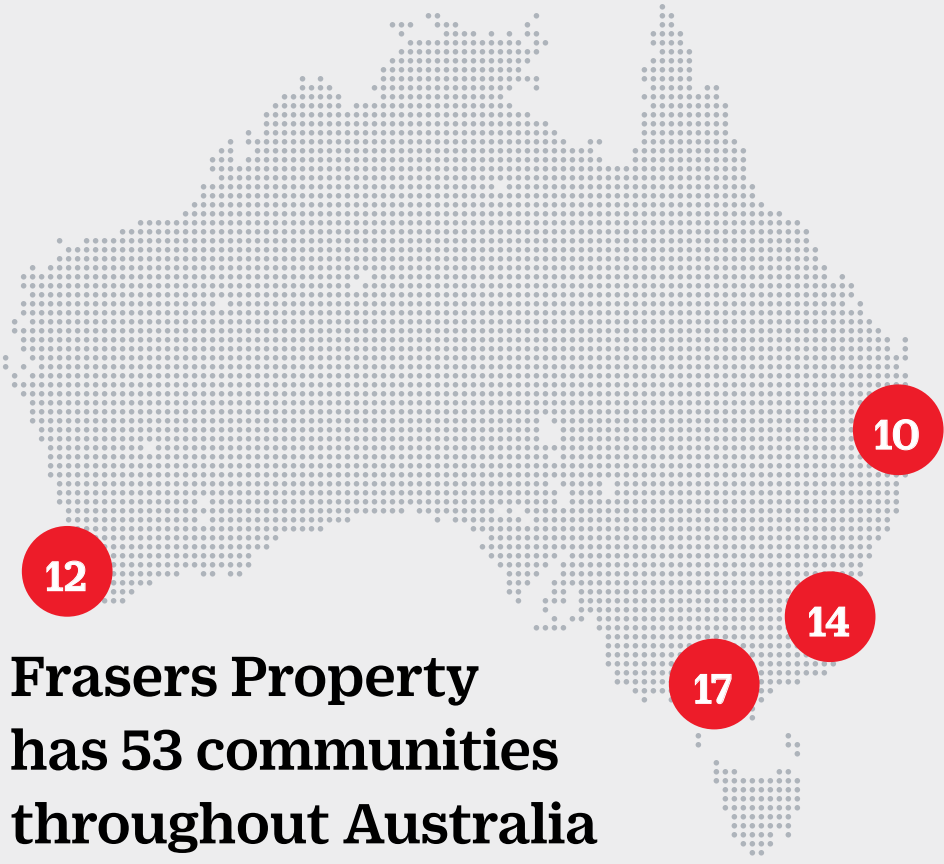 10
12
14
17
Frasers Property
has 53 communities
throughout Australia